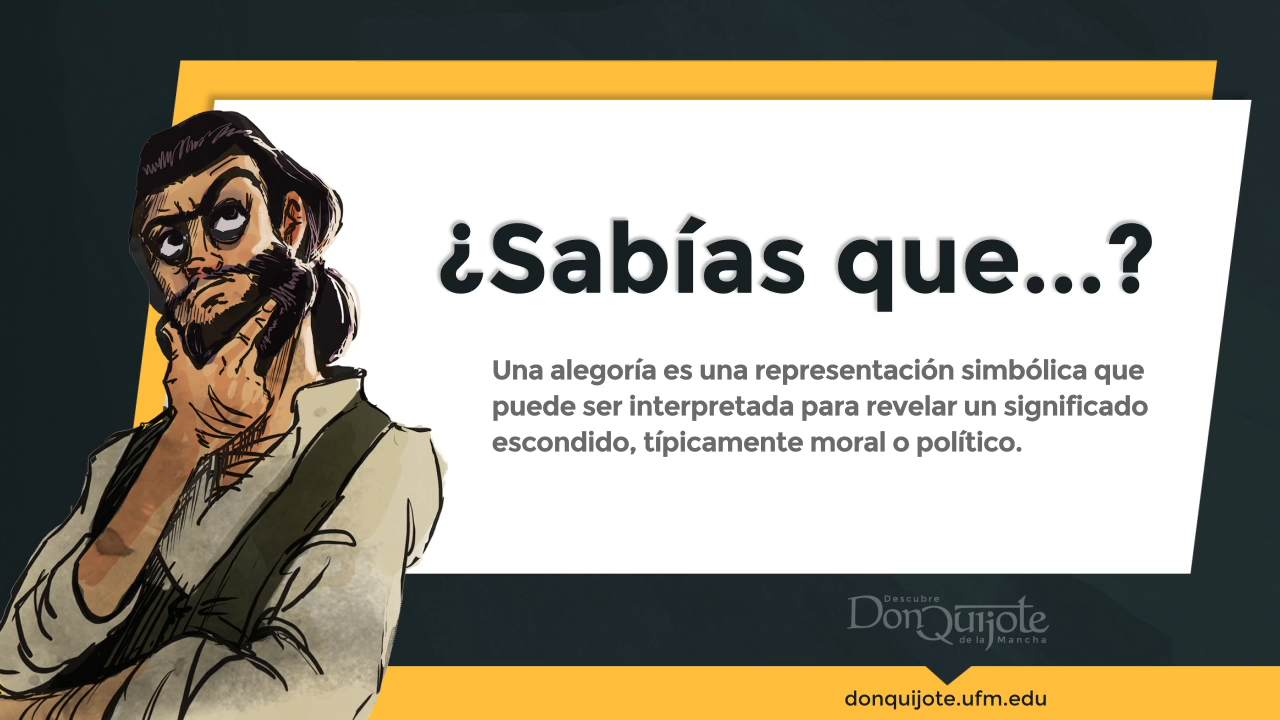 ¿Sabías que...?
Una alegoría es una representación simbólica que
puede ser interpretada para revelar un significado
escondido, típicamente moral o político.
Descubre
Don Quijote
de la Mancha
donquijote.ufm.edu